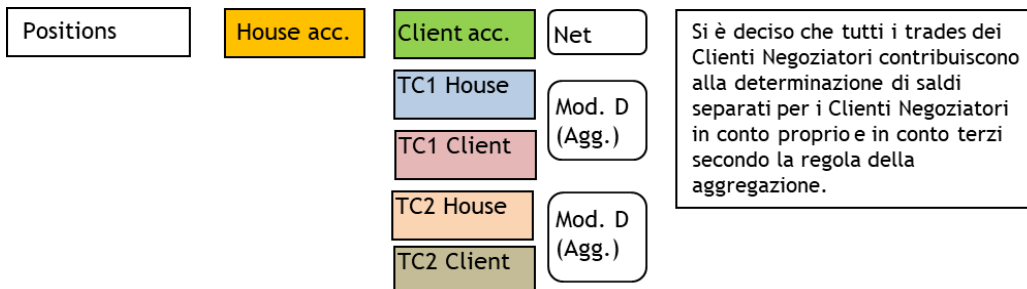 Positions
House acc.
Client acc.
Net
TC1 House
TC1 Client
Mod. D
(Agg.)
TC2 House
TC2 Client
Mod. D
(Agg.)
Si è deciso che tutti i trades dei
Clienti Negoziatori contribuiscono
alla determinazione di saldi
separati per i Clienti Negoziatori
in conto proprio e in conto terzi
secondo la regola della
aggregazione.